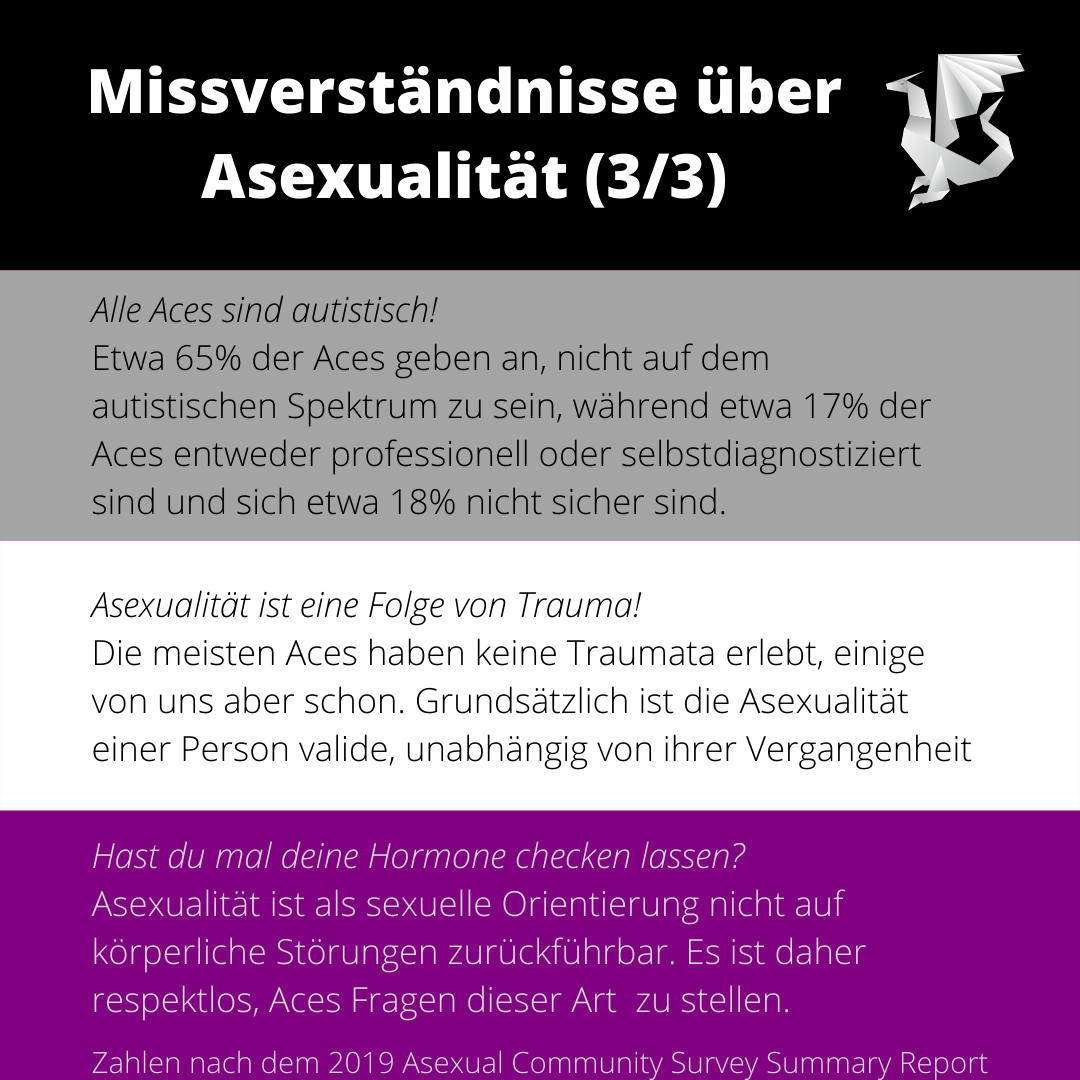 Missverständnisse über
Asexualität (3/3)
Alle Aces sind autistisch!
Etwa 65% der Aces geben an, nicht auf dem
autistischen Spektrum zu sein, während etwa 17% der
Aces entweder professionell oder selbstdiagnostiziert
sind und sich etwa 18% nicht sicher sind.
Asexualität ist eine Folge von Trauma!
Die meisten Aces haben keine Traumata erlebt, einige
von uns aber schon. Grundsätzlich ist die Asexualität
einer Person valide, unabhängig von ihrer Vergangenheit
Hast du mal deine Hormone checken lassen?
Asexualität ist als sexuelle Orientierung nicht auf
körperliche Störungen zurückführbar. Es ist daher
respektlos, Aces Fragen dieser Art  zu stellen.
Zahlen nach dem 2019 Asexual Community Survey Summary Report